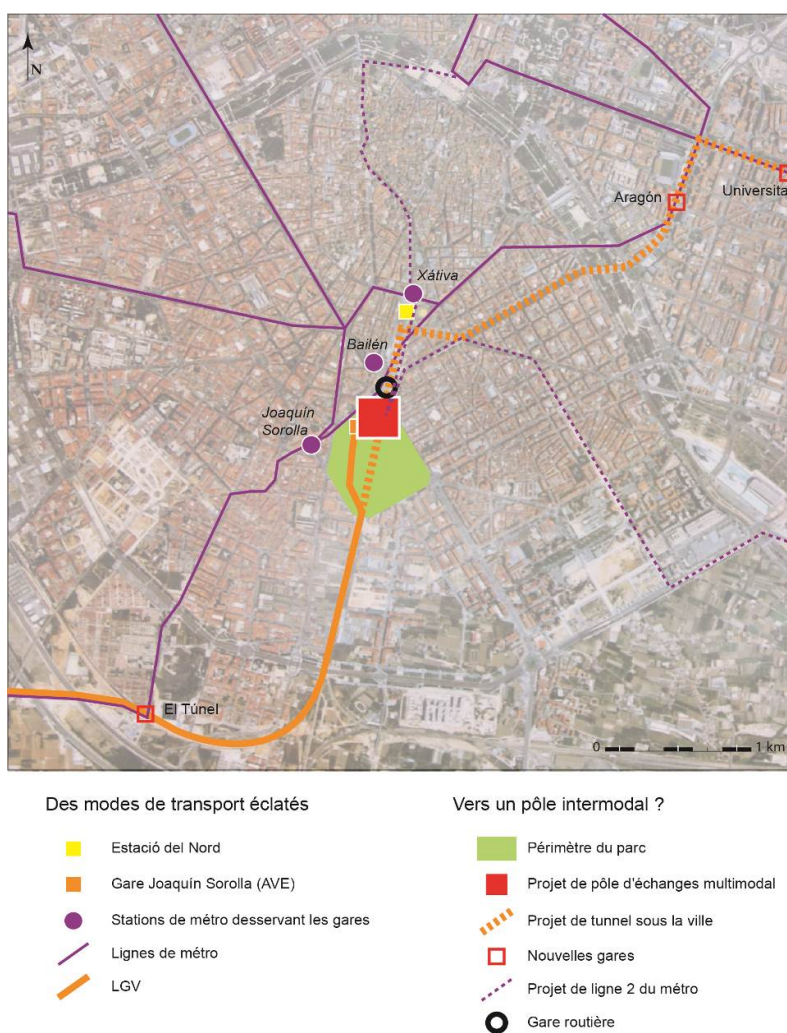 N
Xátiva
Aragón
Universita
Bailén
Joaquín
Sorolla
El Túnel
0 1 km
Des modes de transport éclatés
Estació del Nord
Gare Joaquín Sorolla (AVE)
Stations de métro desservant les gares
Lignes de métro
LGV
Vers un pôle intermodal ?
Périmètre du parc
Projet de pôle d'échanges multimodal
Projet de tunnel sous la ville
Nouvelles gares
Projet de ligne 2 du métro
Gare routière